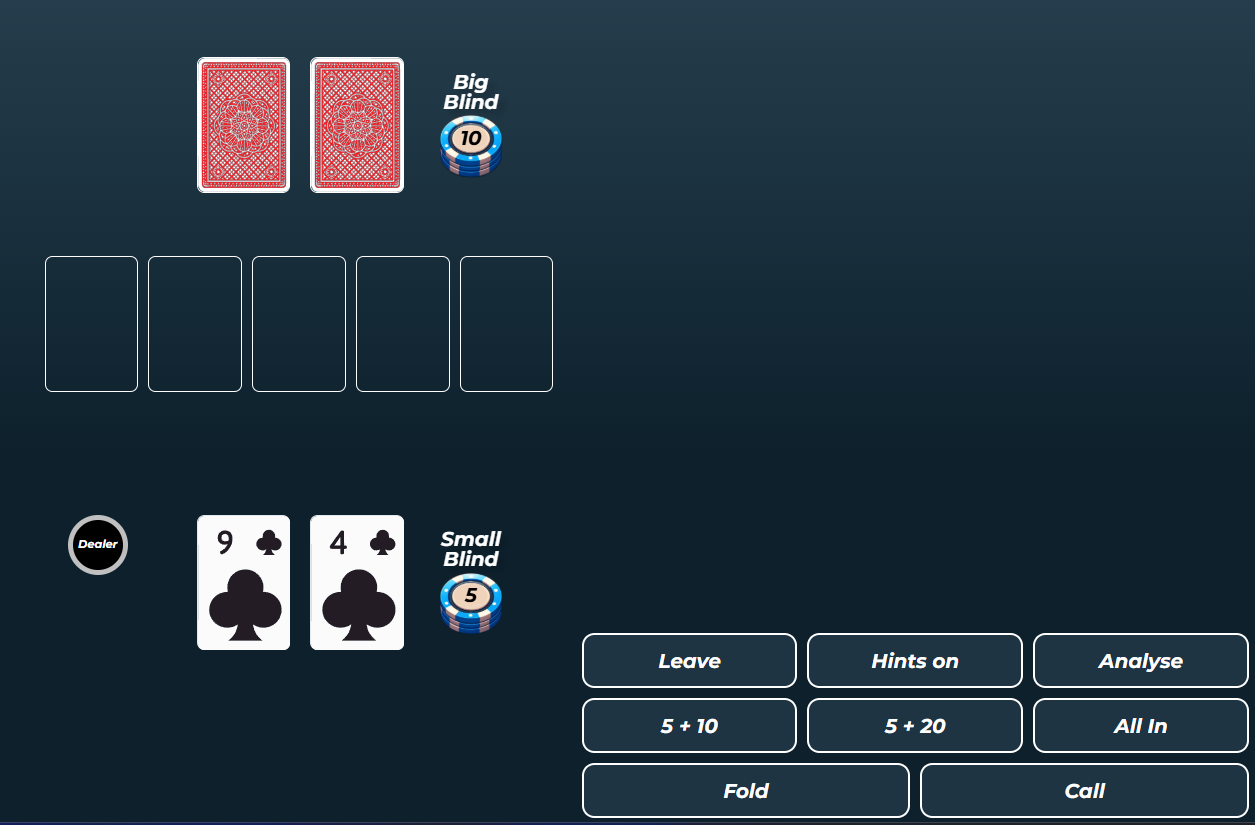 Big
Blind
10
Dealer
9
4
Small
Blind
5
Leave
Hints on
Analyse
5 + 10
5 + 20
All In
Fold
Call